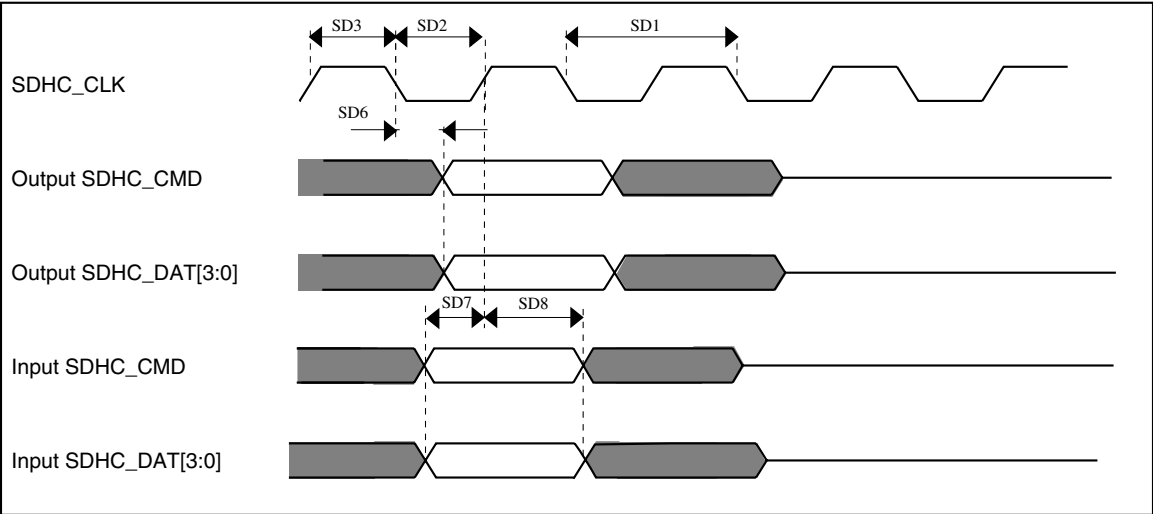 SD3
SD2
SD1
SDHC_CLK
SD6
Output SDHC_CMD
Output SDHC_DAT[3:0]
SD7
SD8
Input SDHC_CMD
Input SDHC_DAT[3:0]